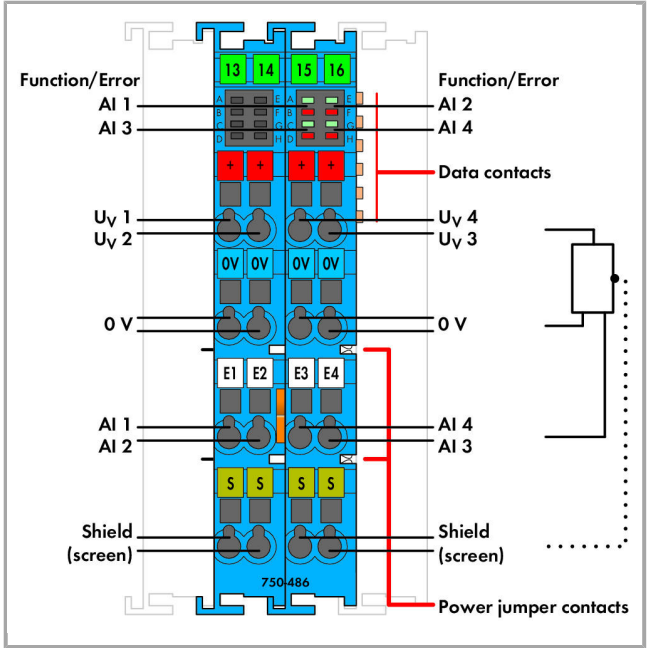 13 14 15 16
Function/Error
Function/Error
AI 1
A E A E
AI 2
B F B F
AI 3
C G C G
AI 4
D H D H
+ + + +
Data contacts
UV 1
UV 4
UV 2
UV 3
0V 0V 0V 0V
0 V
0 V
E1 E2 E3 E4
AI 1
AI 4
AI 2
AI 3
S S S S
Shield
(screen)
Shield
(screen)
750-486
Power jumper contacts